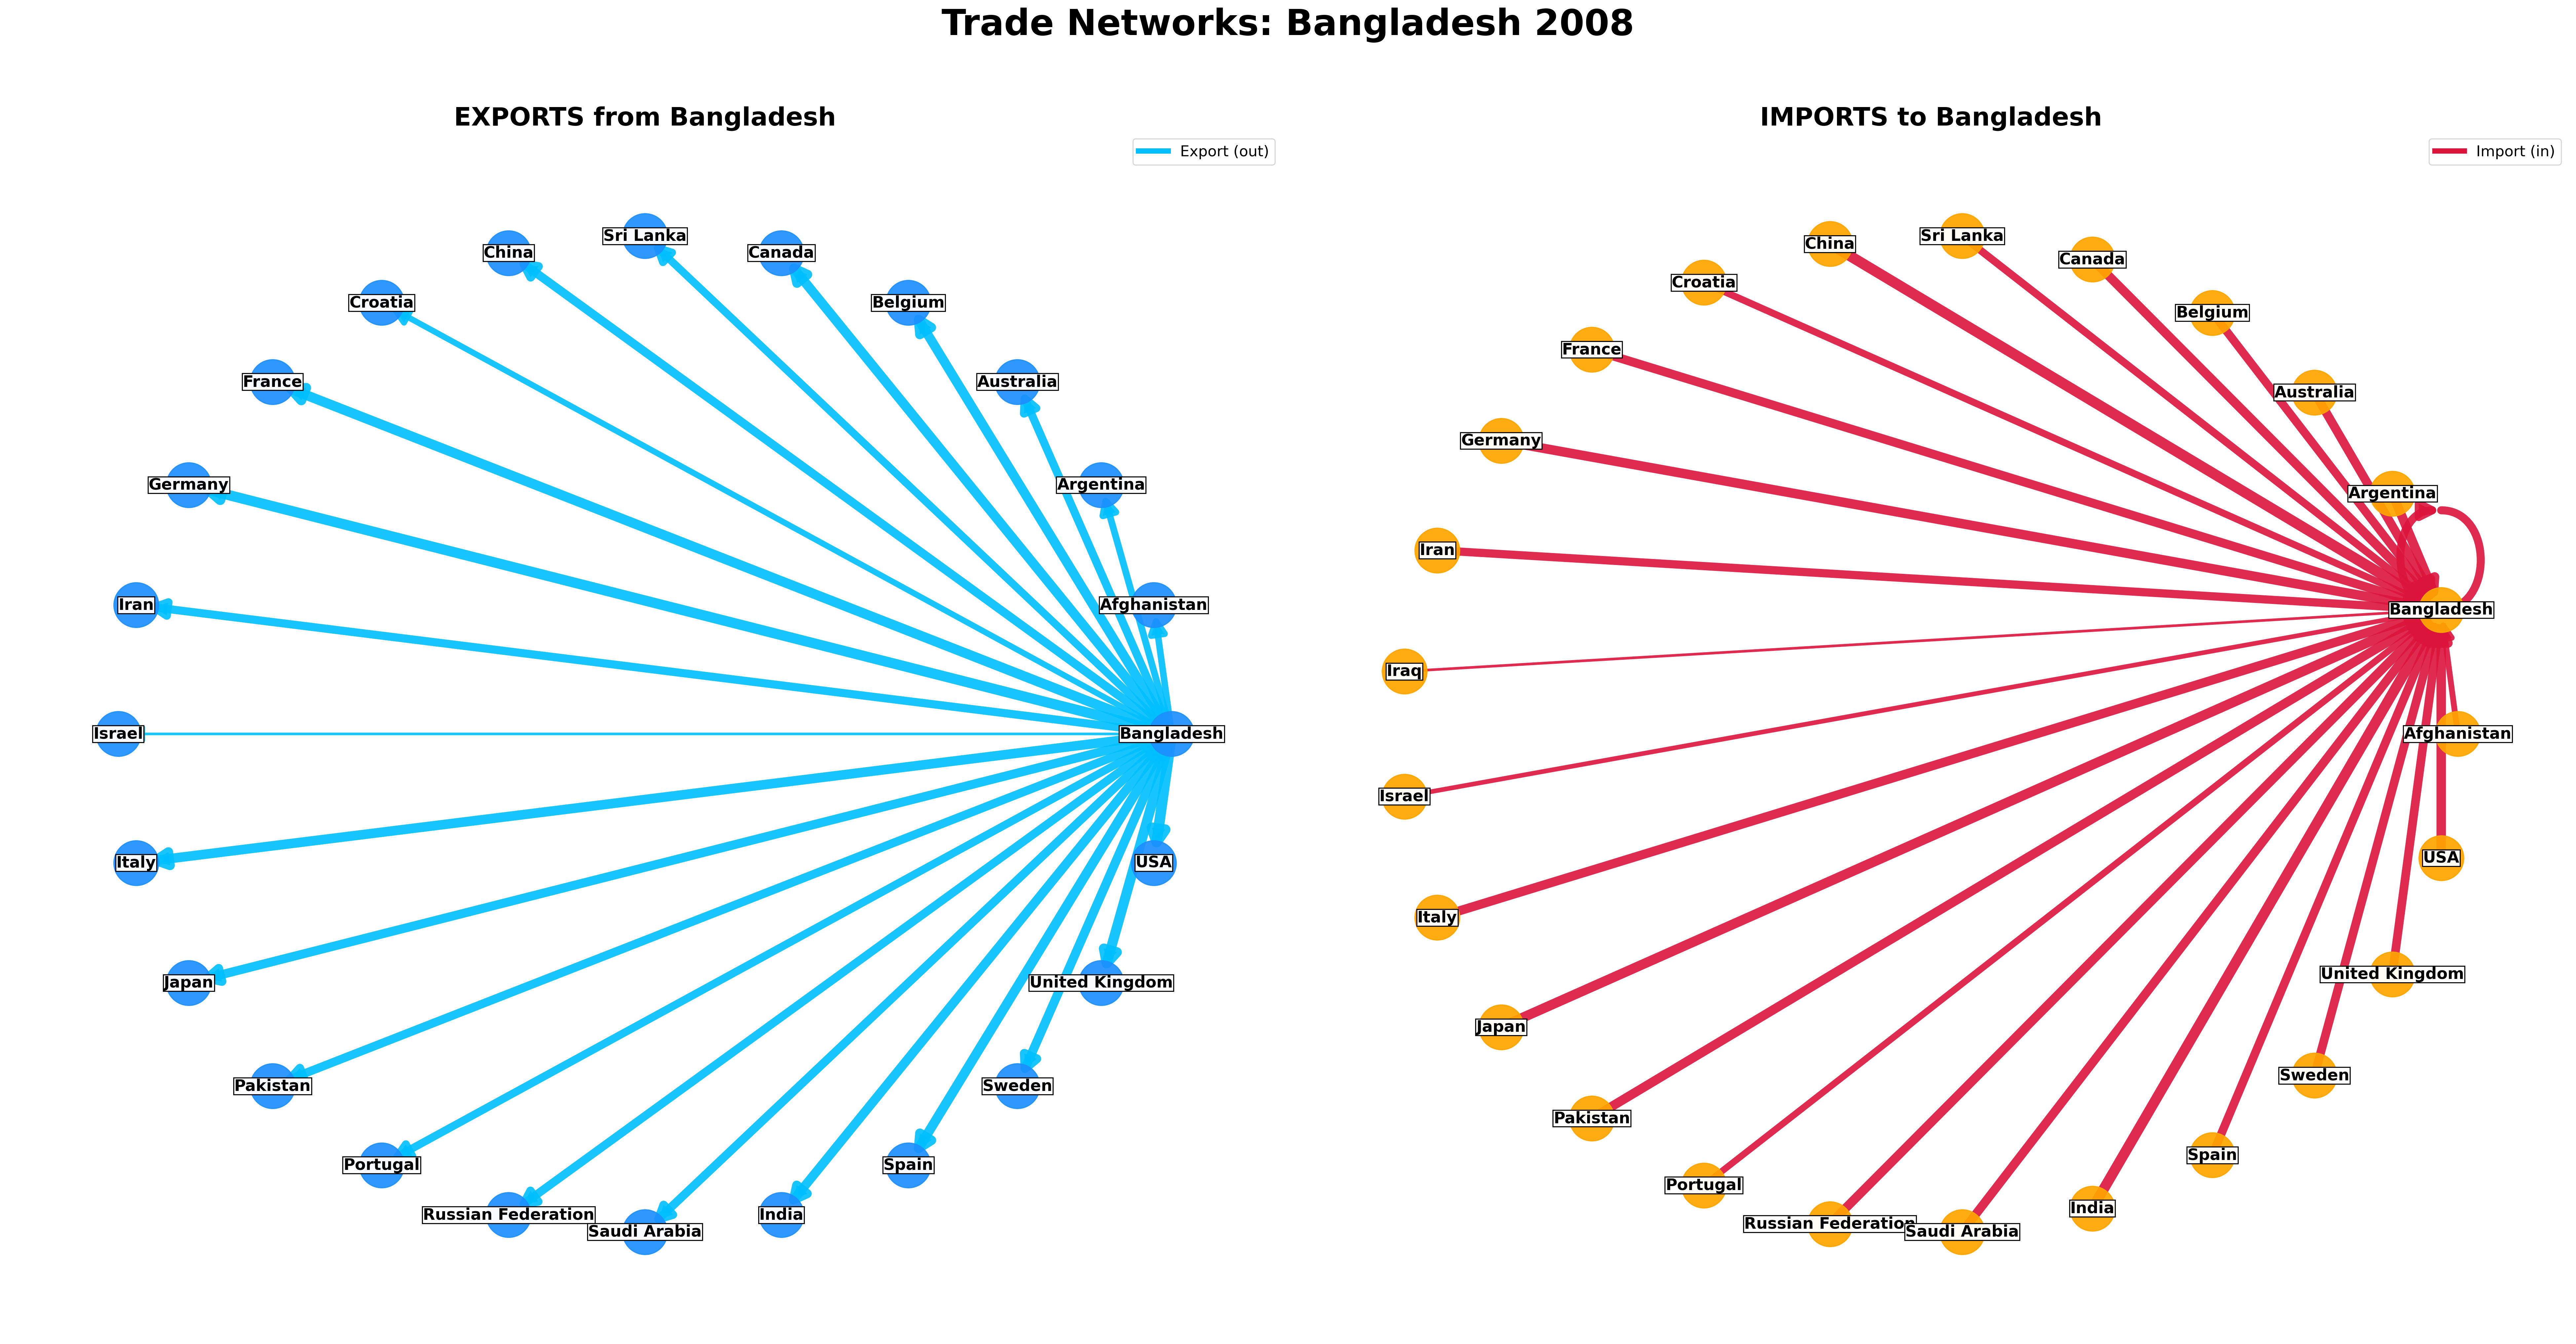 Trade Networks: Bangladesh 2008
EXPORTS from Bangladesh
Export (out)
Sri Lanka
China
Canada
Croatia
Belgium
France
Australia
Germany
Argentina
Iran
Afghanistan
Israel
Bangladesh
Italy
USA
Japan
United Kingdom
Pakistan
Sweden
Portugal
Spain
Russian Federation
India
Saudi Arabia
IMPORTS to Bangladesh
Import (in)
Sri Lanka
China
Canada
Croatia
Belgium
France
Australia
Germany
Argentina
Iran
Bangladesh
Iraq
Afghanistan
Israel
USA
Italy
United Kingdom
Japan
Sweden
Pakistan
Spain
Portugal
India
Russian Federation
Saudi Arabia